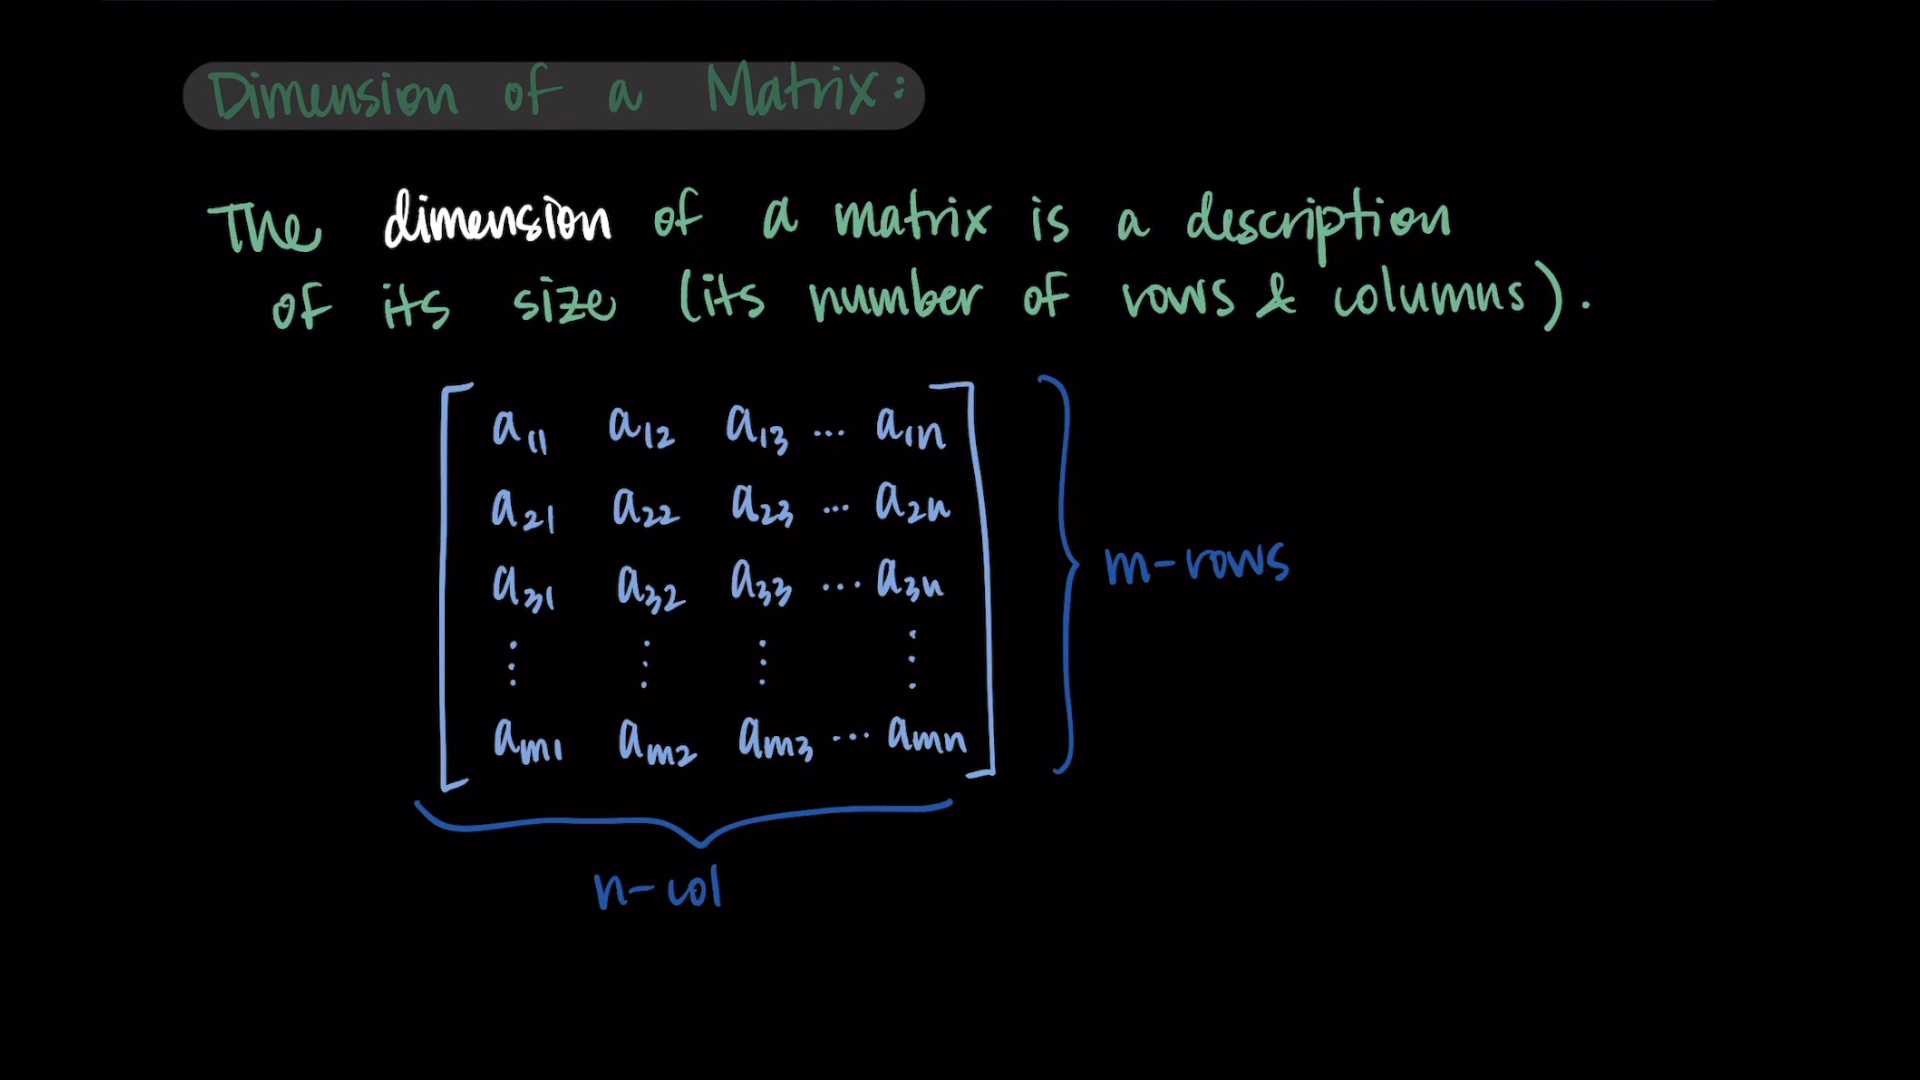 Dimension of a Matrix:
The dimension of a matrix is a description
of its size (its number of rows & columns).
a11 a12 a13 ... a1n
a21 a22 a23 ... a2n
a31 a32 a33 ... a3n
⋮ ⋮ ⋮ ⋮
am1 am2 am3 ... amn
m-rows
n-col